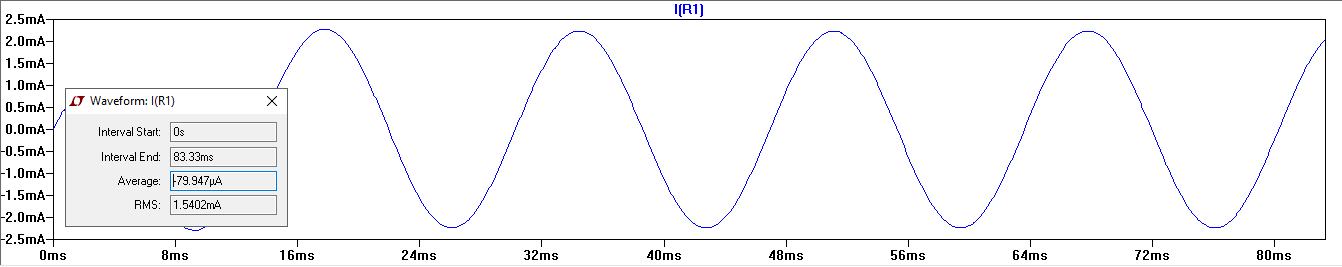 I(R1)
2.5mA
2.0mA
1.5mA
1.0mA
0.5mA
0.0mA
-0.5mA
-1.0mA
-1.5mA
-2.0mA
-2.5mA
Waveform: I(R1)
Interval Start: 0s
Interval End: 83.33ms
Average: -79.947µA
RMS: 1.5402mA
0ms 8ms 16ms 24ms 32ms 40ms 48ms 56ms 64ms 72ms 80ms